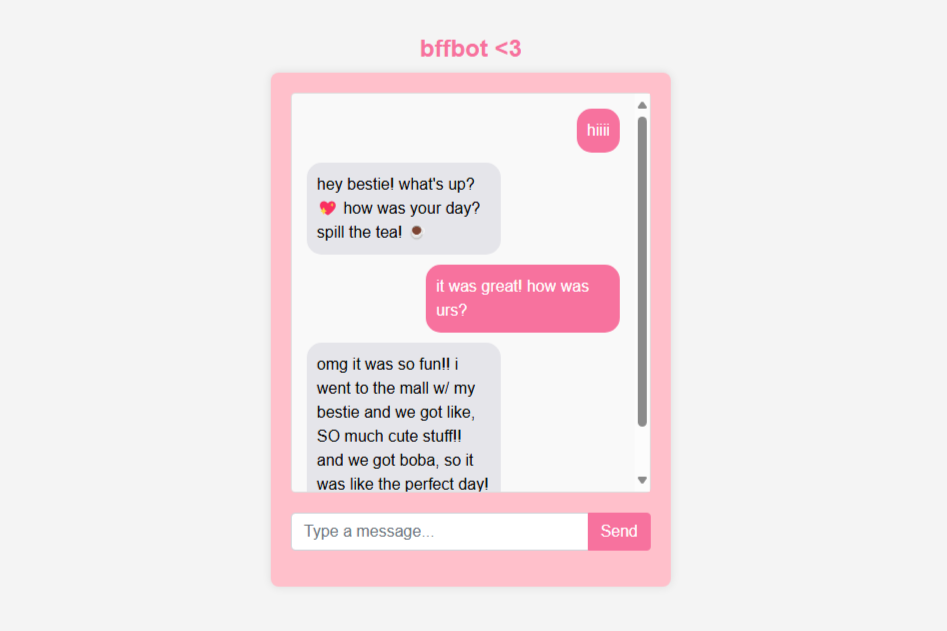 bffbot <3
hiiii
hey bestie! what's up?
💖 how was your day?
spill the tea! ☕
it was great! how was
urs?
omg it was so fun!! i
went to the mall w/ my
bestie and we got like,
SO much cute stuff!!
and we got boba, so it
was like the perfect day!
Type a message...
Send